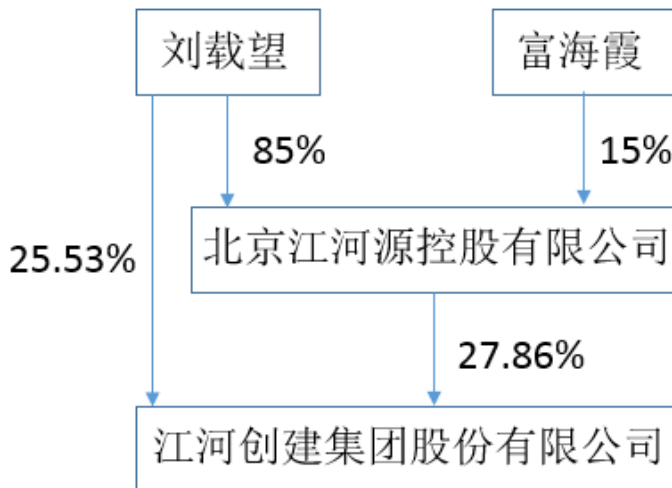 刘载望
富海霞
85%
15%
北京江河源控股有限公司
25.53%
27.86%
江河创建集团股份有限公司